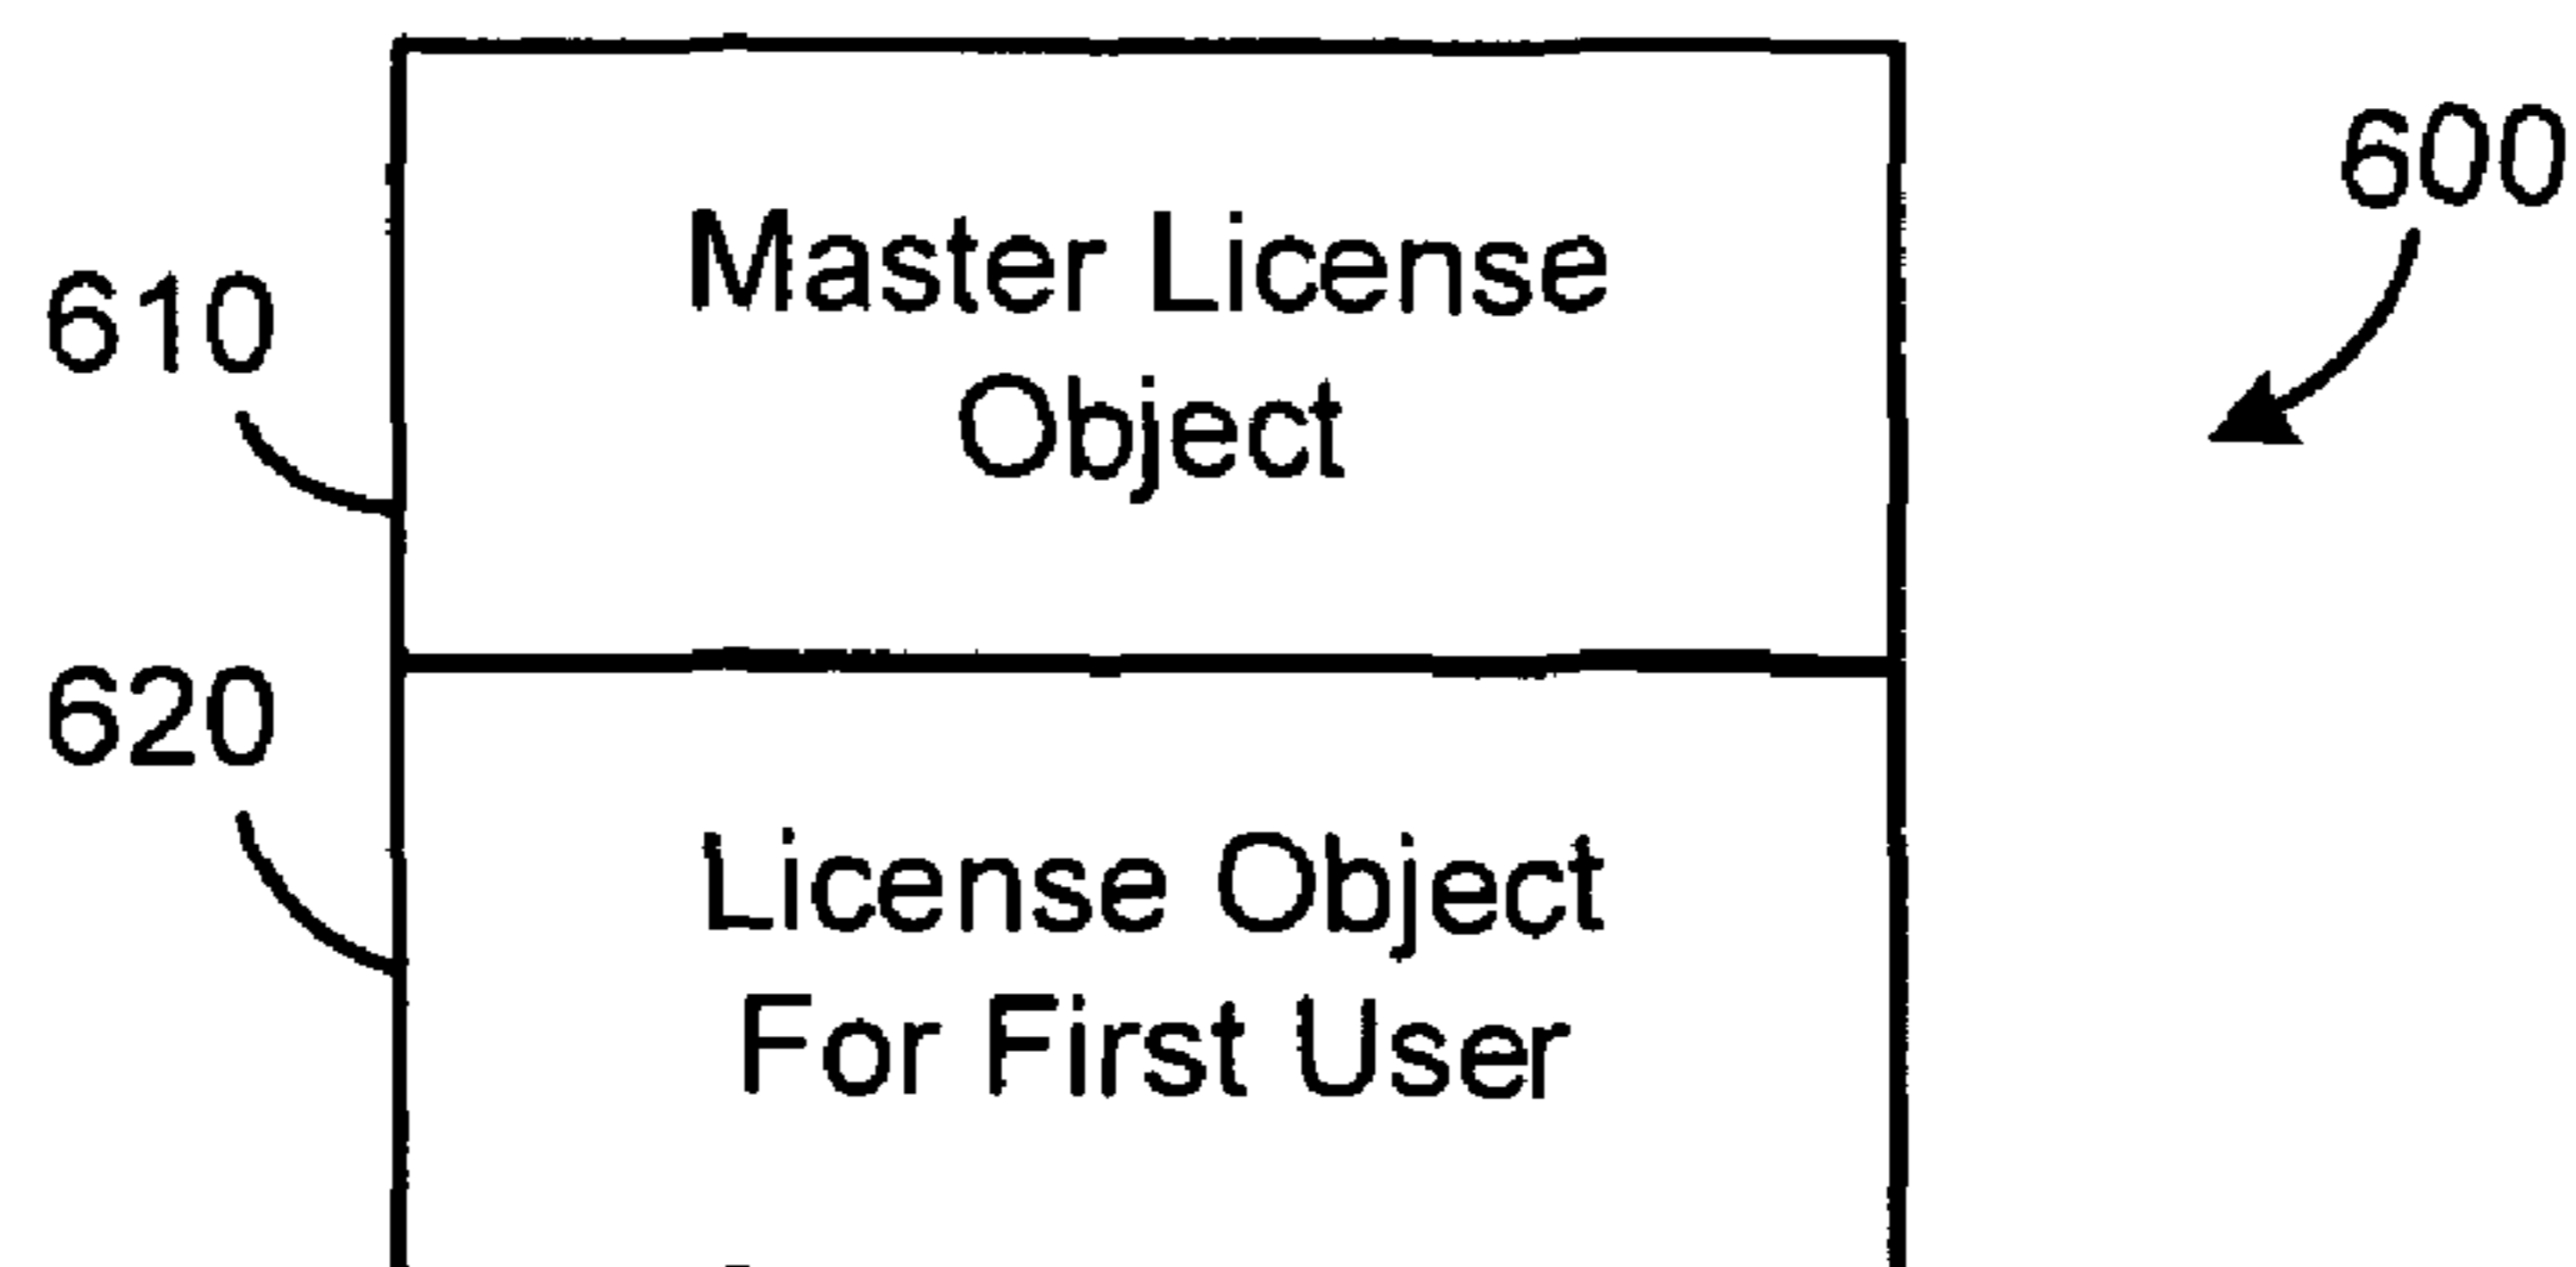 600
Master License
Object
610
620
License Object
For First User